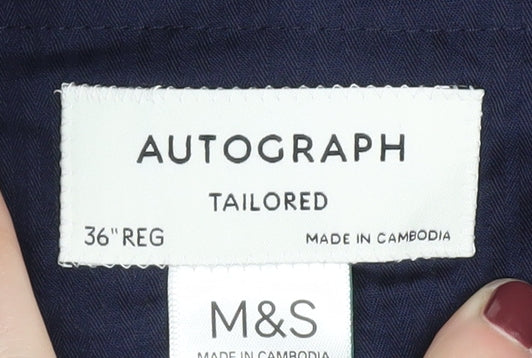 AUTOGRAPH
TAILORED
36" REG MADE IN CAMBODIA
M&S
MADE IN CAMBODIA